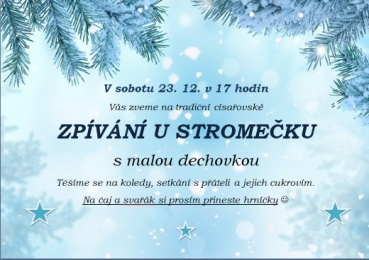 V sobotu 23. 12. v 17 hodin
Vás zveme na tradiční císařovské
ZPÍVÁNÍ U STROMEČKU
s malou dechovkou
Těšíme se na koledy, setkání s přáteli a jejich cukrovím.
Na čaj a svařák si prosím přineste hrníčky ☺